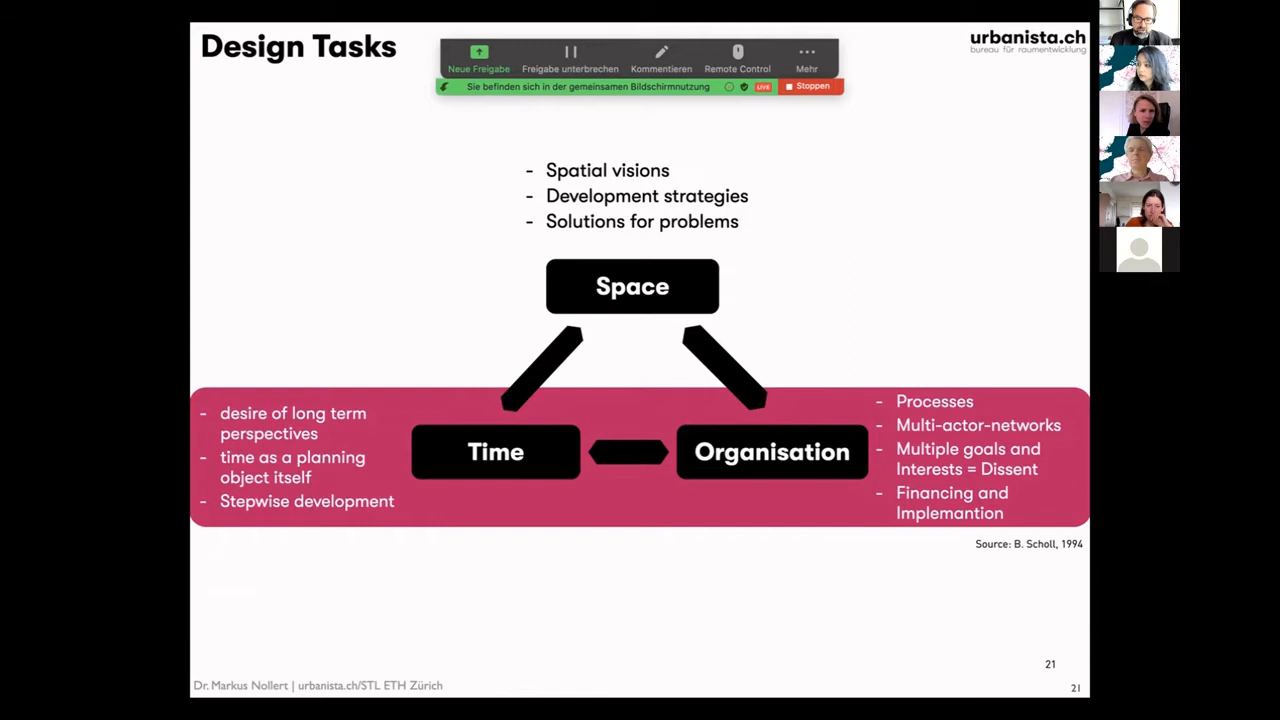 Design Tasks
urbanista.ch
bureau für raumentwicklung
Neue Freigabe
Freigabe unterbrechen
Kommentieren
Remote Control
Mehr
Sie befinden sich in der gemeinsamen Bildschirmnutzung
LIVE
Stoppen
- Spatial visions
- Development strategies
- Solutions for problems
Space
- desire of long term
perspectives
- time as a planning
object itself
- Stepwise development
Time
Organisation
- Processes
- Multi-actor-networks
- Multiple goals and
Interests = Dissent
- Financing and
Implemantion
Source: B. Scholl, 1994
21
Dr. Markus Nollert | urbanista.ch/STL ETH Zürich
21